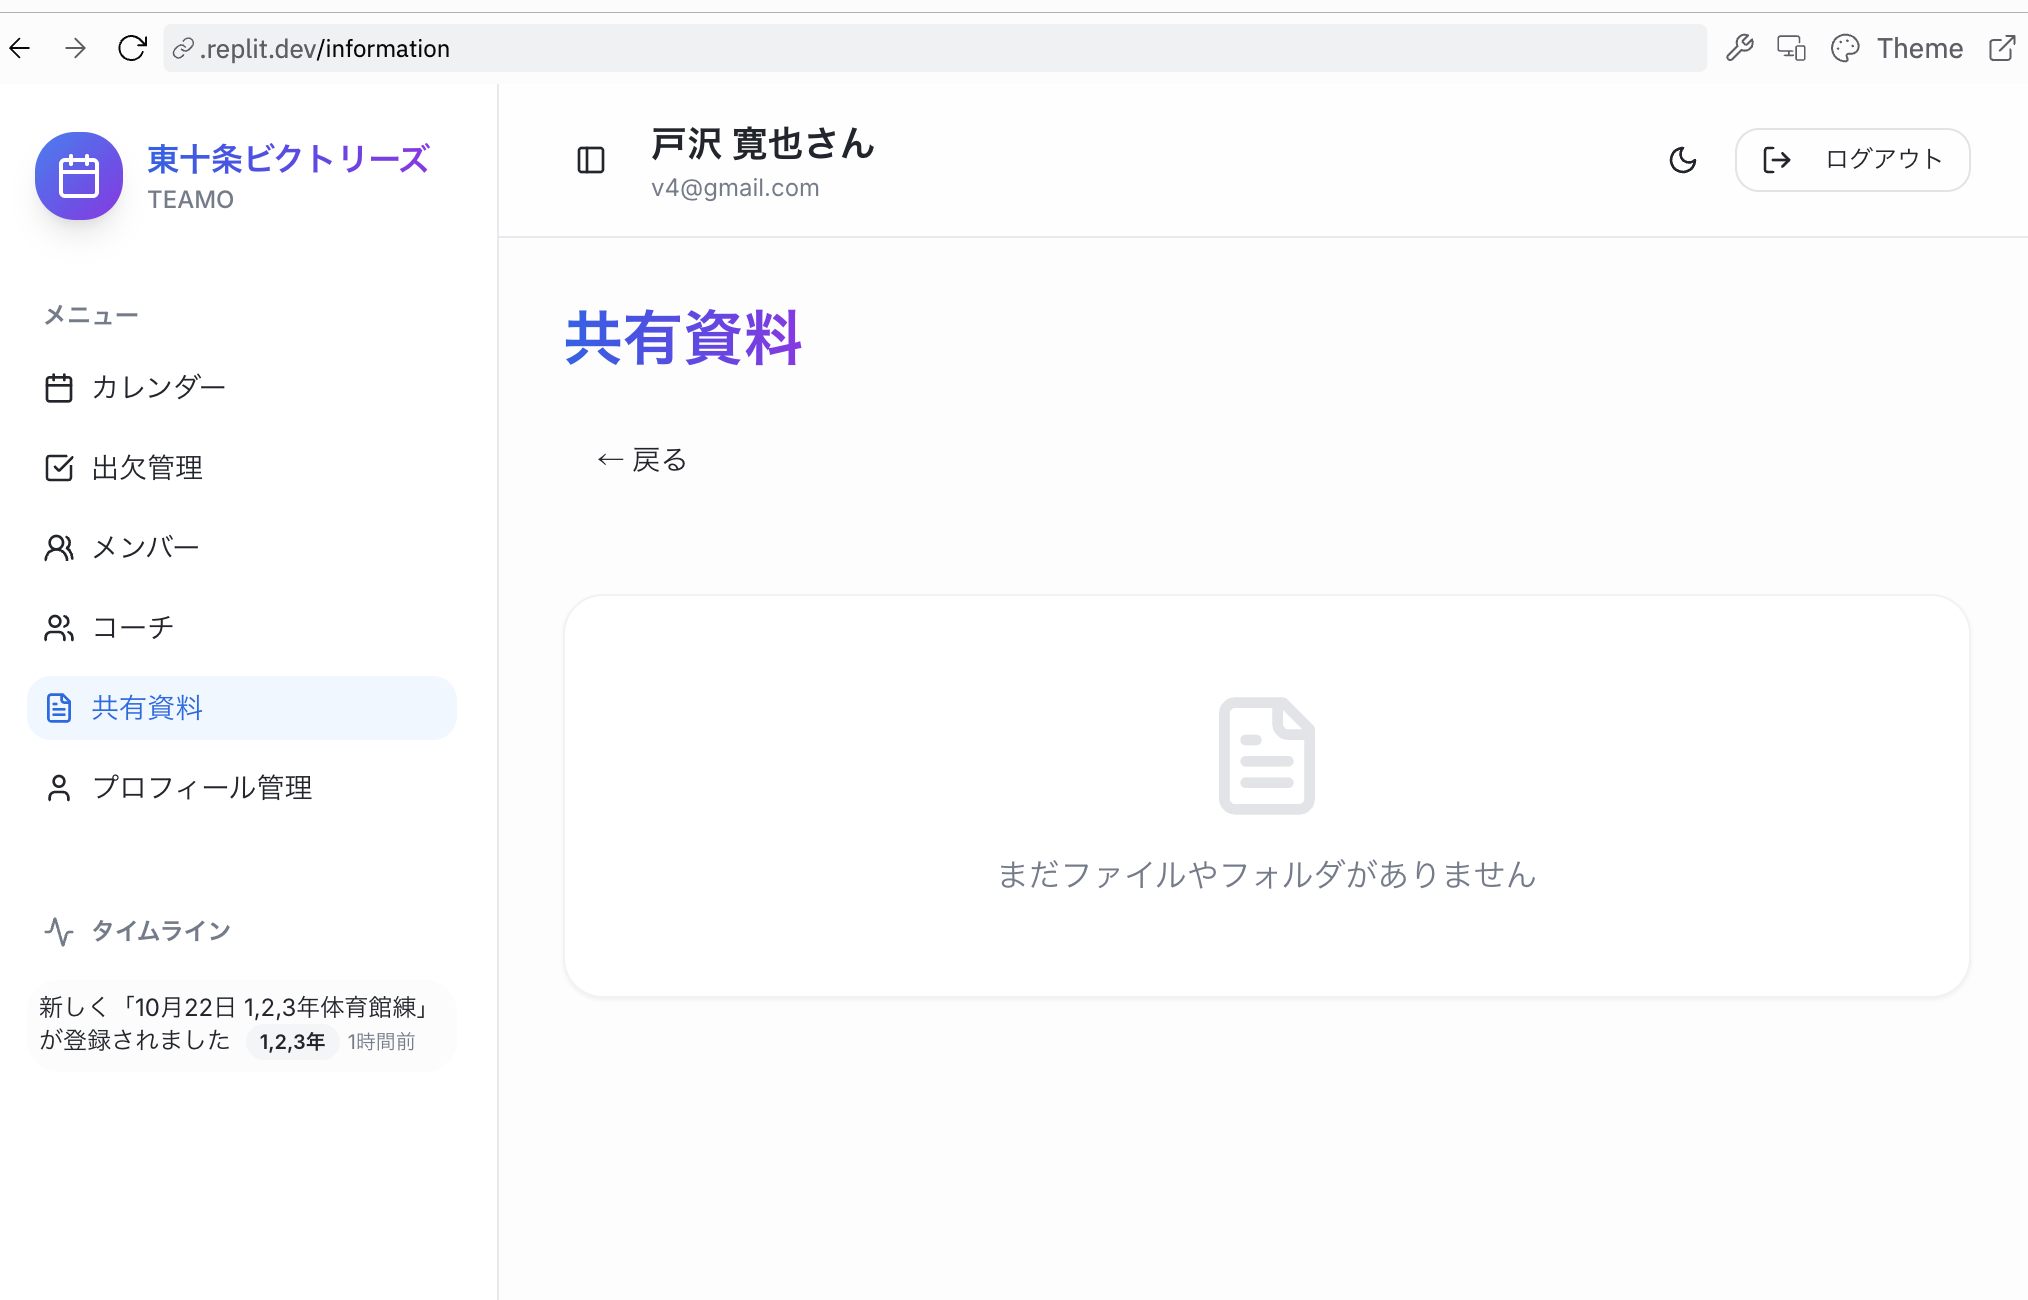 .replit.dev/information
Theme
東十条ビクトリーズ
TEAMO
戸沢 寛也さん
v4@gmail.com
ログアウト
メニュー
カレンダー
出欠管理
メンバー
コーチ
共有資料
プロフィール管理
タイムライン
新しく「10月22日 1,2,3年体育館練」
が登録されました 1,2,3年 1時間前
共有資料
← 戻る
まだファイルやフォルダがありません